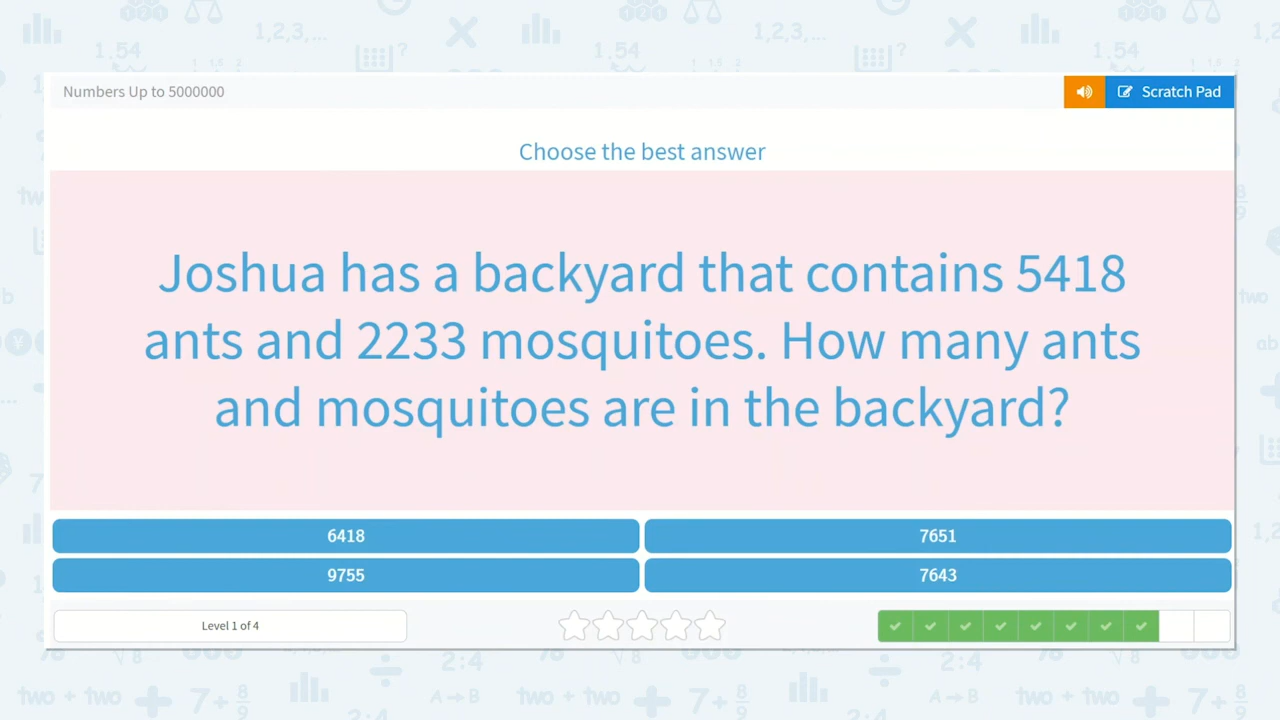 Numbers Up to 5000000
Scratch Pad
Choose the best answer
Joshua has a backyard that contains 5418
ants and 2233 mosquitoes. How many ants
and mosquitoes are in the backyard?
6418
7651
9755
7643
Level 1 of 4